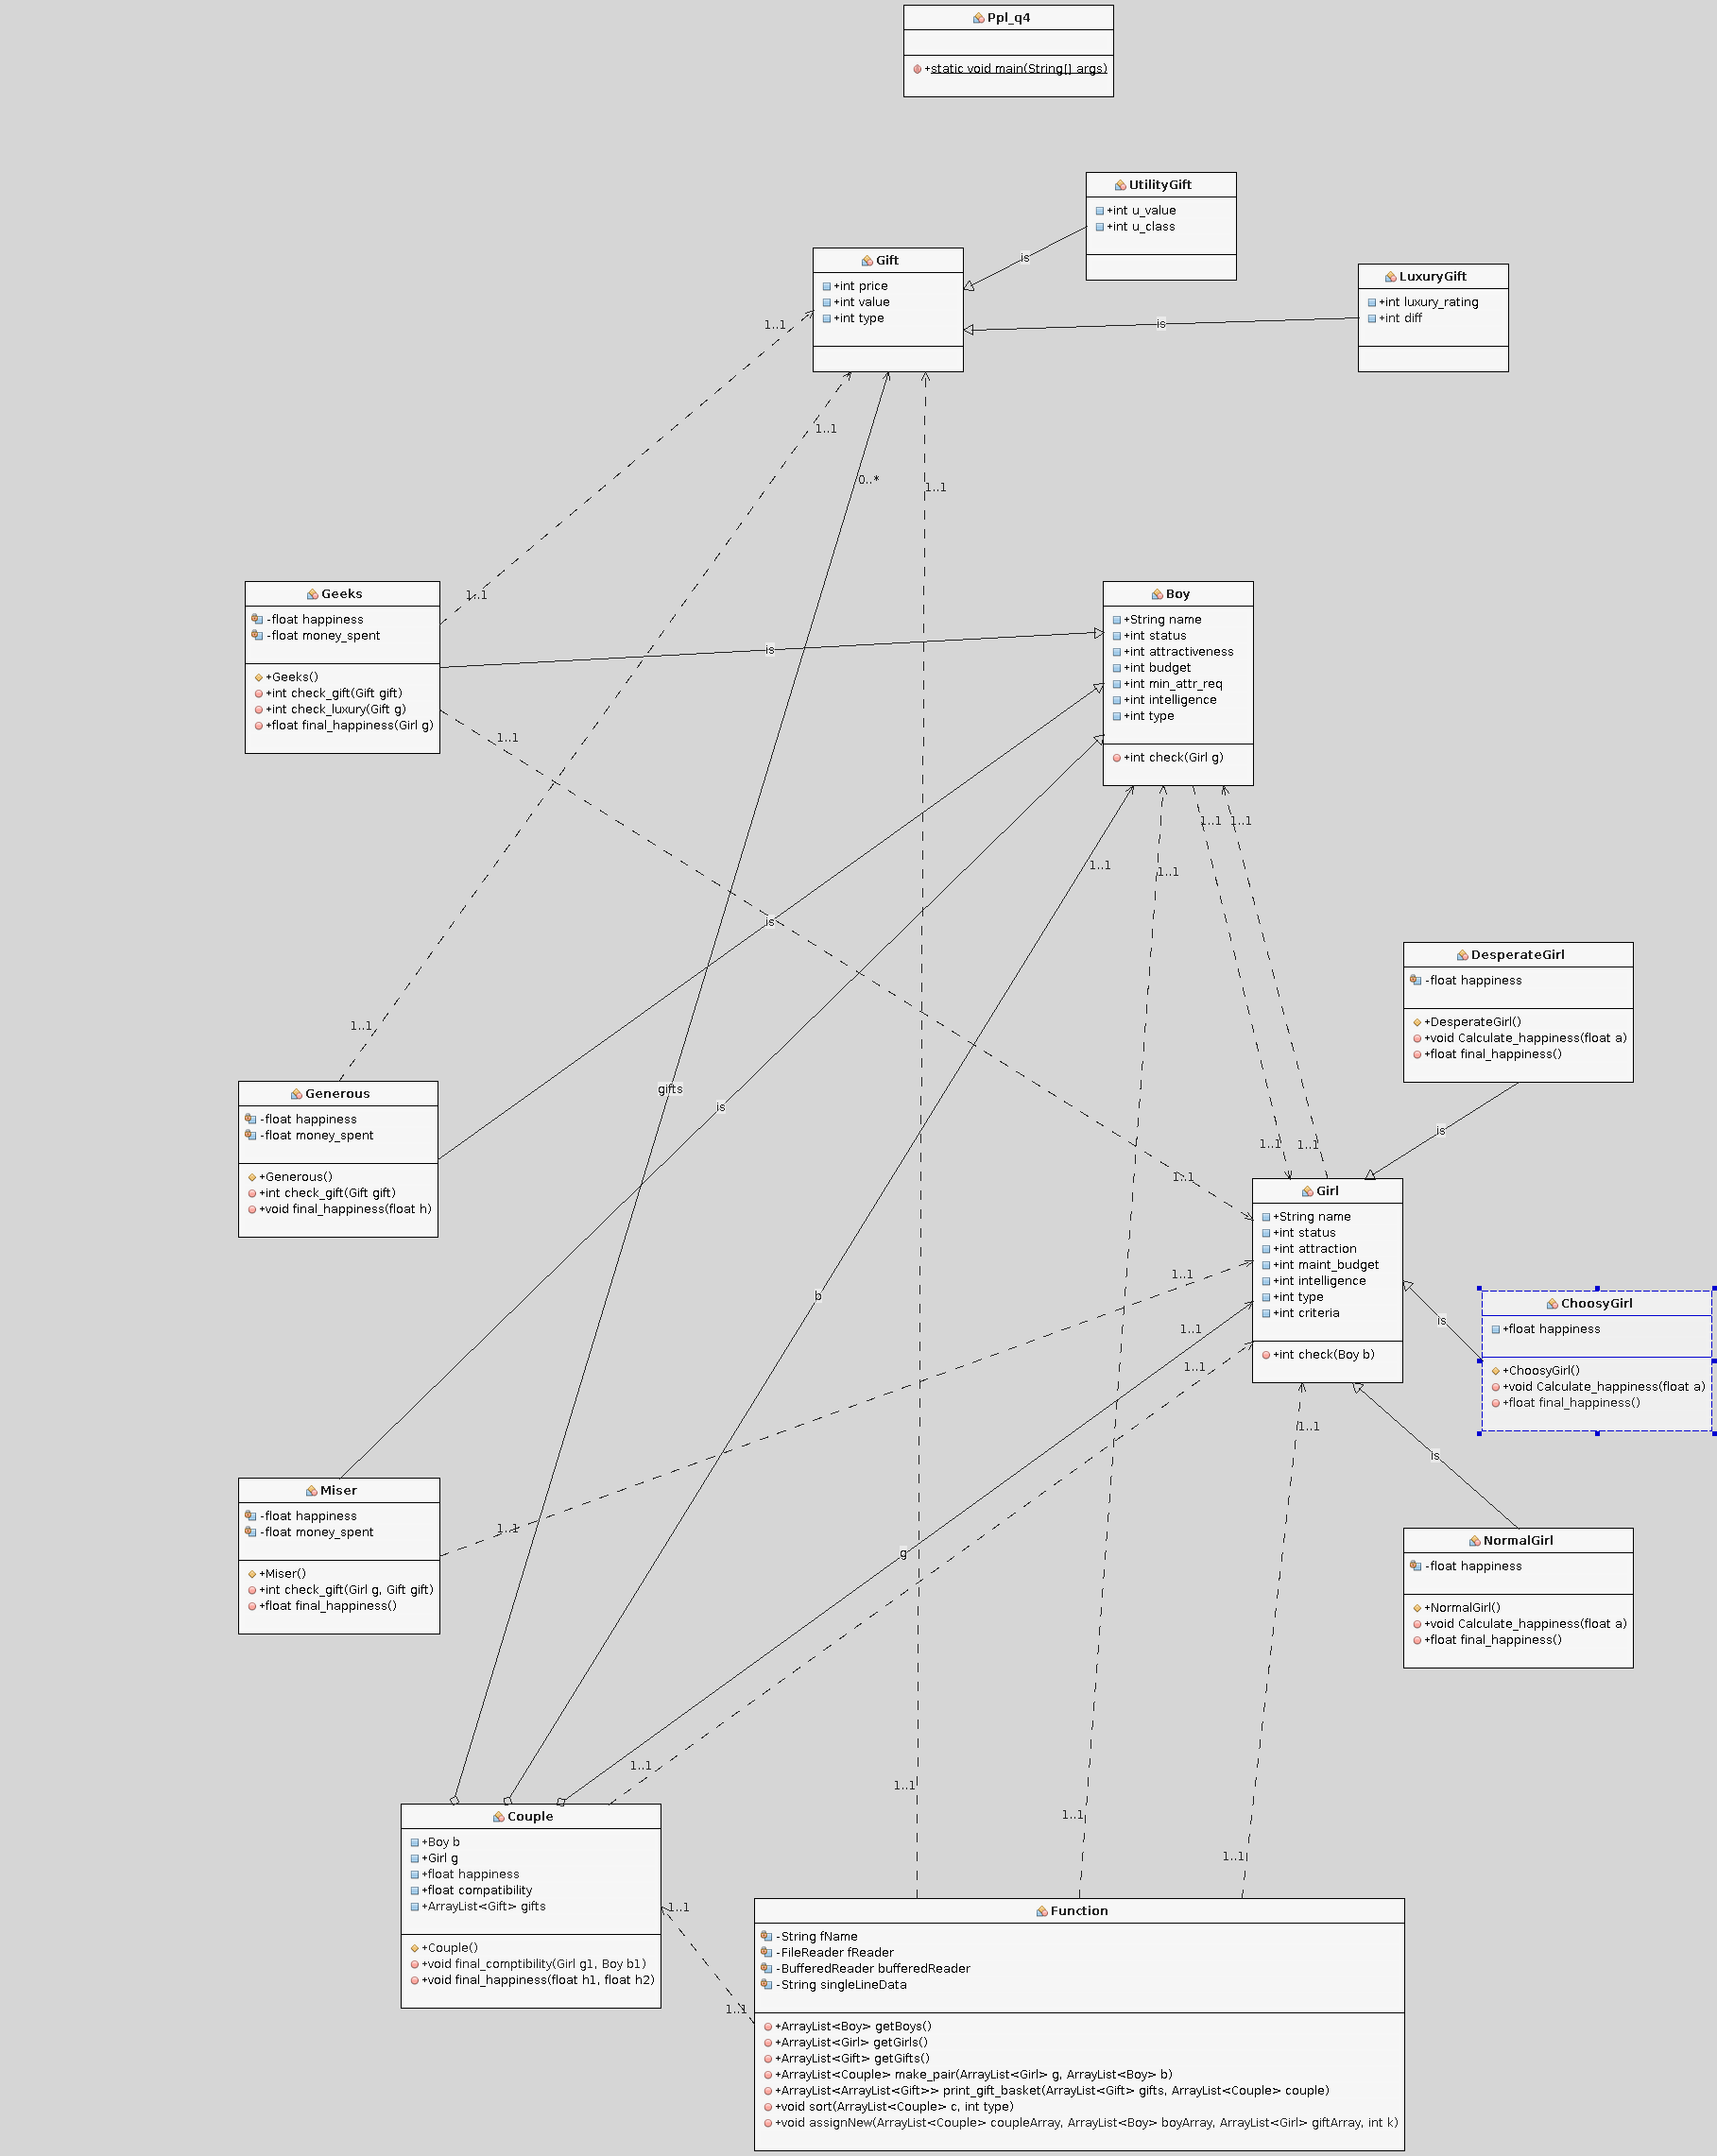 Ppl_q4
+static void main(String[] args)
UtilityGift
+int u_value
+int u_class
Gift
+int price
+int value
+int type
LuxuryGift
+int luxury_rating
+int diff
is
is
1..1
1..1
0..*
1..1
Geeks
-float happiness
-float money_spent
+Geeks()
+int check_gift(Gift gift)
+int check_luxury(Gift g)
+float final_happiness(Girl g)
1..1
is
1..1
Boy
+String name
+int status
+int attractiveness
+int budget
+int min_attr_req
+int intelligence
+int type
+int check(Girl g)
1..1
1..1
1..1
1..1
is
DesperateGirl
-float happiness
+DesperateGirl()
+void Calculate_happiness(float a)
+float final_happiness()
1..1
Generous
-float happiness
-float money_spent
+Generous()
+int check_gift(Gift gift)
+void final_happiness(float h)
gifts
is
is
1..1
1..1
1..1
Girl
+String name
+int status
+int attraction
+int maint_budget
+int intelligence
+int type
+int criteria
+int check(Boy b)
1..1
b
1..1
1..1
is
ChoosyGirl
+float happiness
+ChoosyGirl()
+void Calculate_happiness(float a)
+float final_happiness()
1..1
is
Miser
-float happiness
-float money_spent
+Miser()
+int check_gift(Girl g, Gift gift)
+float final_happiness()
1..1
g
NormalGirl
-float happiness
+NormalGirl()
+void Calculate_happiness(float a)
+float final_happiness()
1..1
1..1
1..1
1..1
Couple
+Boy b
+Girl g
+float happiness
+float compatibility
+ArrayList<Gift> gifts
+Couple()
+void final_comptibility(Girl g1, Boy b1)
+void final_happiness(float h1, float h2)
1..1
1..1
Function
-String fName
-FileReader fReader
-BufferedReader bufferedReader
-String singleLineData
+ArrayList<Boy> getBoys()
+ArrayList<Girl> getGirls()
+ArrayList<Gift> getGifts()
+ArrayList<Couple> make_pair(ArrayList<Girl> g, ArrayList<Boy> b)
+ArrayList<ArrayList<Gift>> print_gift_basket(ArrayList<Gift> gifts, ArrayList<Couple> couple)
+void sort(ArrayList<Couple> c, int type)
+void assignNew(ArrayList<Couple> coupleArray, ArrayList<Boy> boyArray, ArrayList<Girl> giftArray, int k)